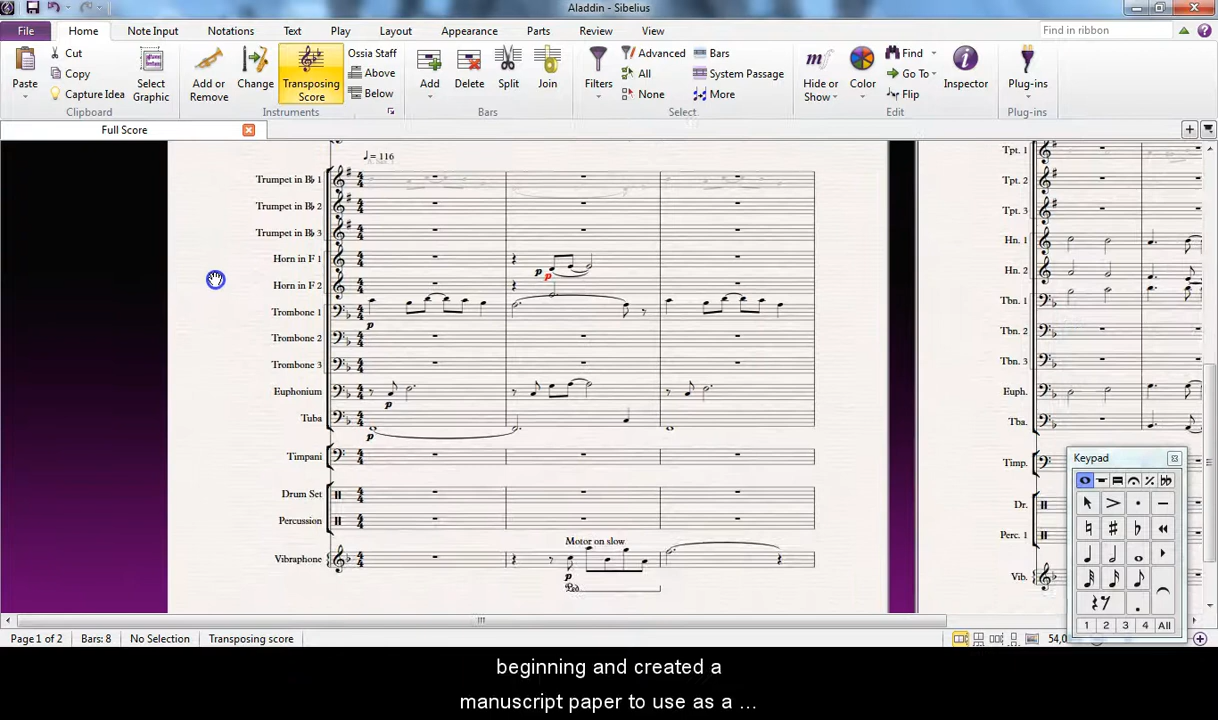 Aladdin - Sibelius
File Home Note Input Notations Text Play Layout Appearance Parts Review View Find in ribbon
Paste Cut Copy Capture Idea Select Graphic Clipboard
Add or Remove Change Transposing Score Ossia Staff Above Below Instruments
Add Delete Split Join Bars
Filters Advanced All None Bars System Passage More Select
Hide or Show Color Find Go To Flip Inspector Edit
Plug-ins Plug-ins
Full Score
= 116
Trumpet in B♭ 1
Trumpet in B♭ 2
Trumpet in B♭ 3
Horn in F 1
p p
Horn in F 2
Trombone 1
p
Trombone 2
Trombone 3
Euphonium
p
Tuba
p
Timpani
Drum Set
Percussion
Motor on slow
Vibraphone
p
Ped
Tpt. 1
Tpt. 2
Tpt. 3
Hn. 1
Hn. 2
Tbn. 1
Tbn. 2
Tbn. 3
Euph.
Tba.
Timp.
Dr.
Perc. 1
Vib.
Keypad
1 2 3 4 All
Page 1 of 2 Bars: 8 No Selection Transposing score 54,0
beginning and created a
manuscript paper to use as a ...